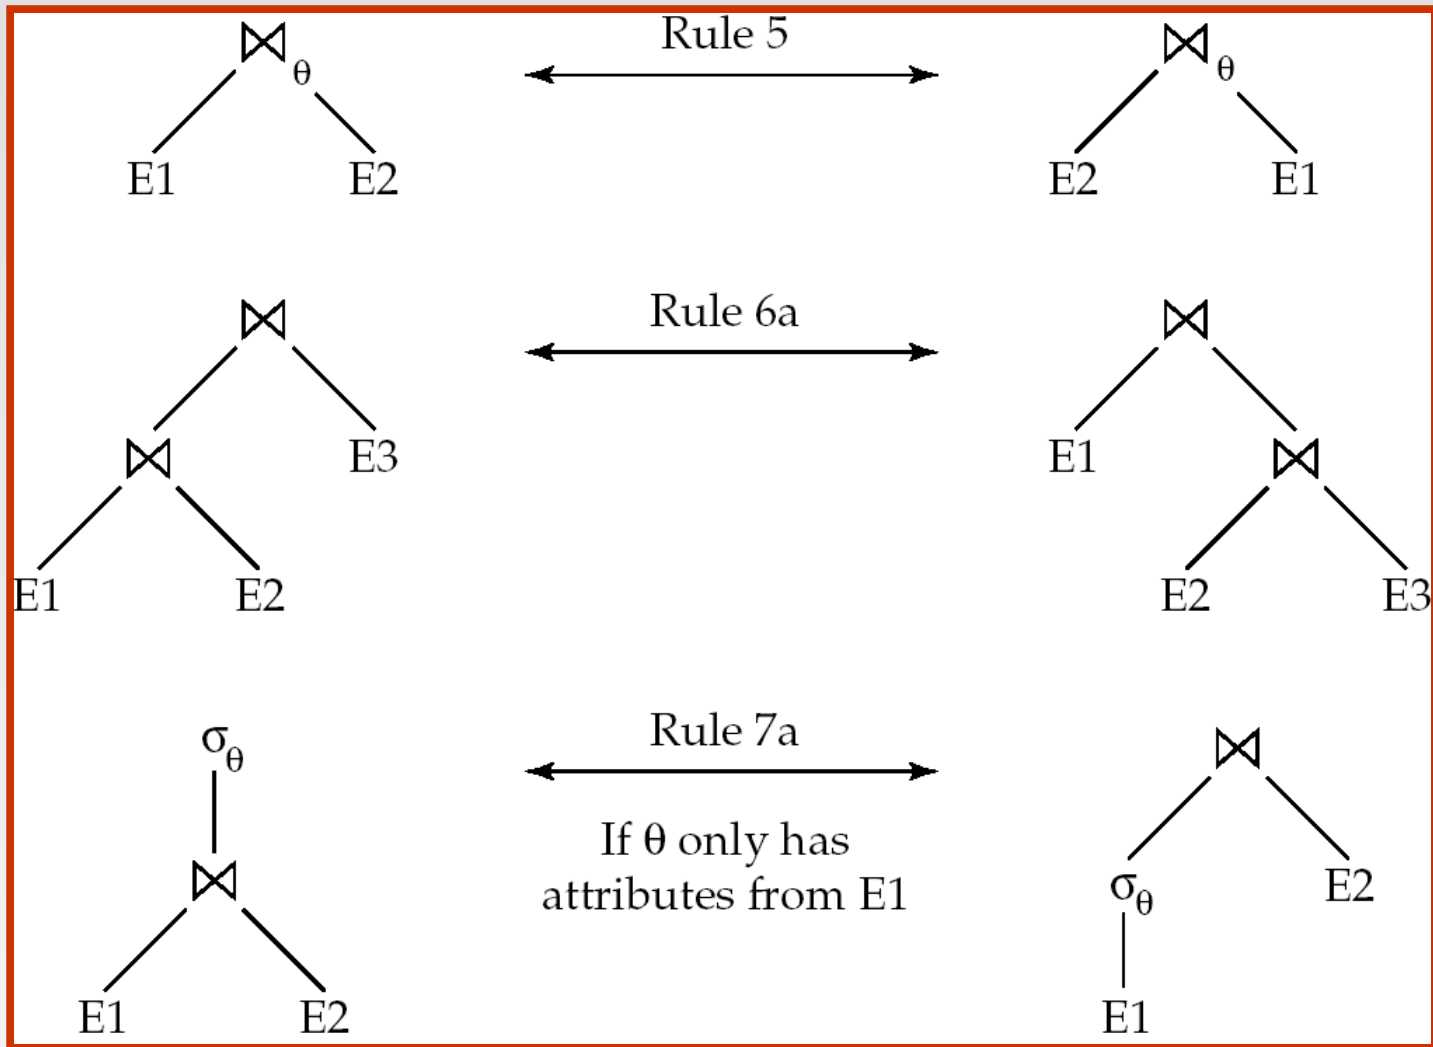 ⋈θ
Rule 5
⋈θ
E1 E2
E2 E1
⋈
Rule 6a
⋈
⋈ E3
E1 ⋈
E1 E2
E2 E3
σθ
Rule 7a
⋈
If θ only has
attributes from E1
⋈
σθ E2
E1 E2
E1